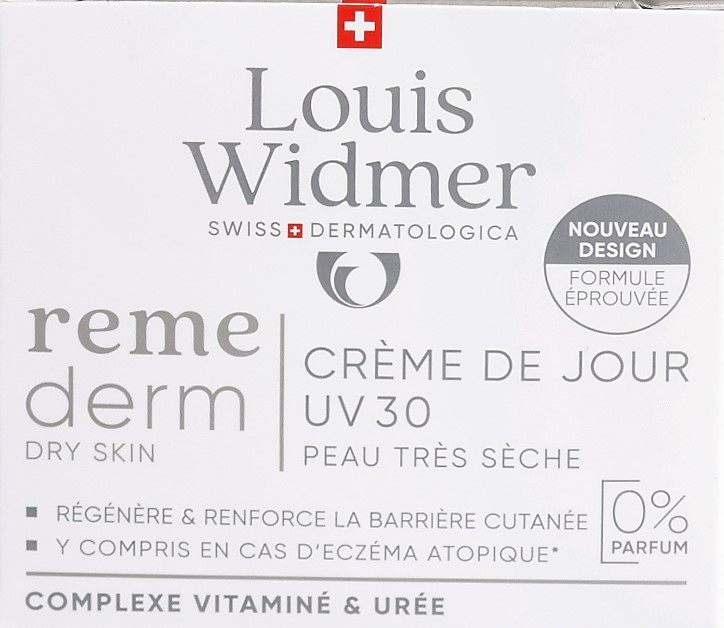 Louis
Widmer
SWISS DERMATOLOGICA
NOUVEAU
DESIGN
FORMULE
ÉPROUVÉE
reme
derm
DRY SKIN
CRÈME DE JOUR
UV 30
PEAU TRÈS SÈCHE
▪ RÉGÉNÈRE & RENFORCE LA BARRIÈRE CUTANÉE
▪ Y COMPRIS EN CAS D'ECZÉMA ATOPIQUE*
0%
PARFUM
COMPLEXE VITAMINÉ & URÉE